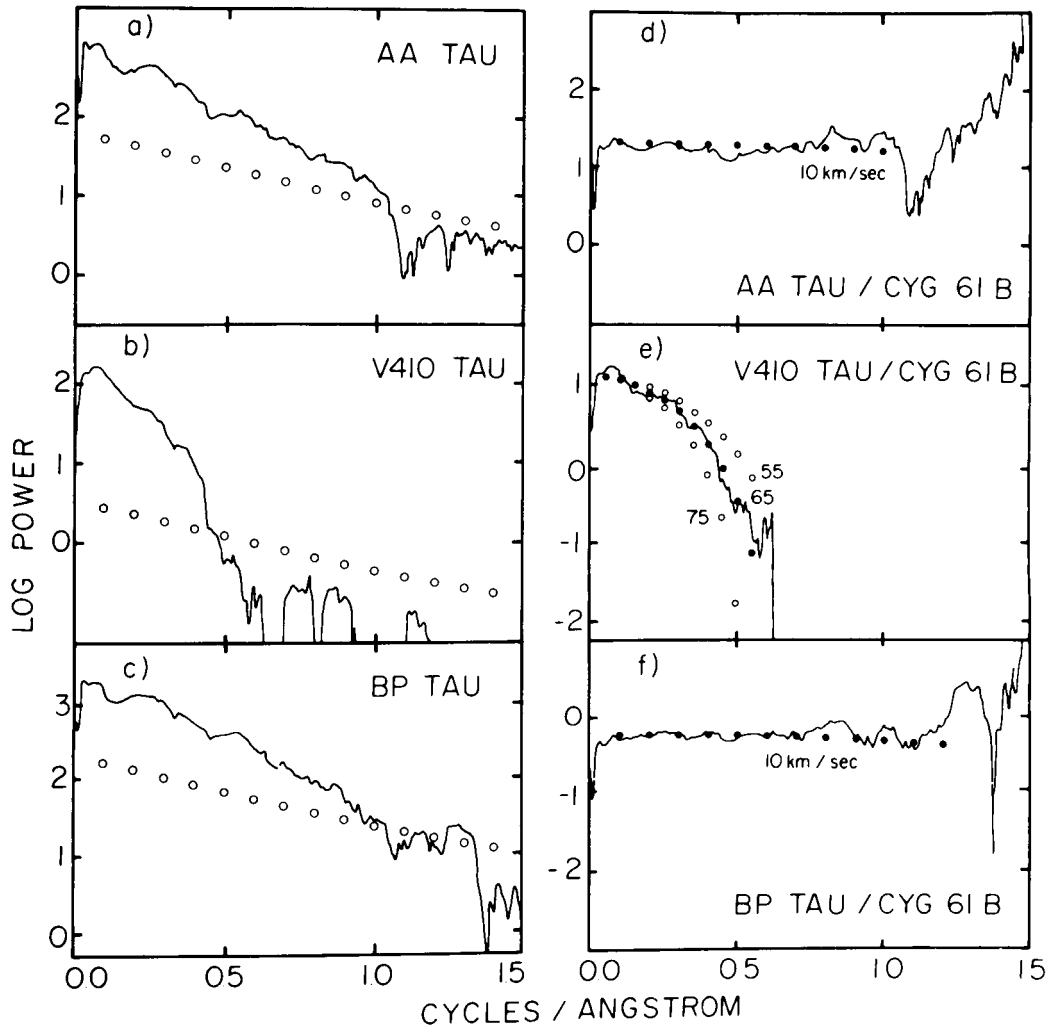 a)
AA TAU
2
1
0
b)
V410 TAU
2
1
0
c)
BP TAU
3
2
1
0
0.0
0.5
1.0
1.5
d)
2
1
0
10 km/sec
AA TAU / CYG 61 B
e)
V410 TAU / CYG 61 B
1
0
-1
-2
55
65
75
f)
0
-1
-2
10 km / sec
BP TAU / CYG 61 B
0.0
0.5
1.0
1.5
LOG POWER
CYCLES / ANGSTROM